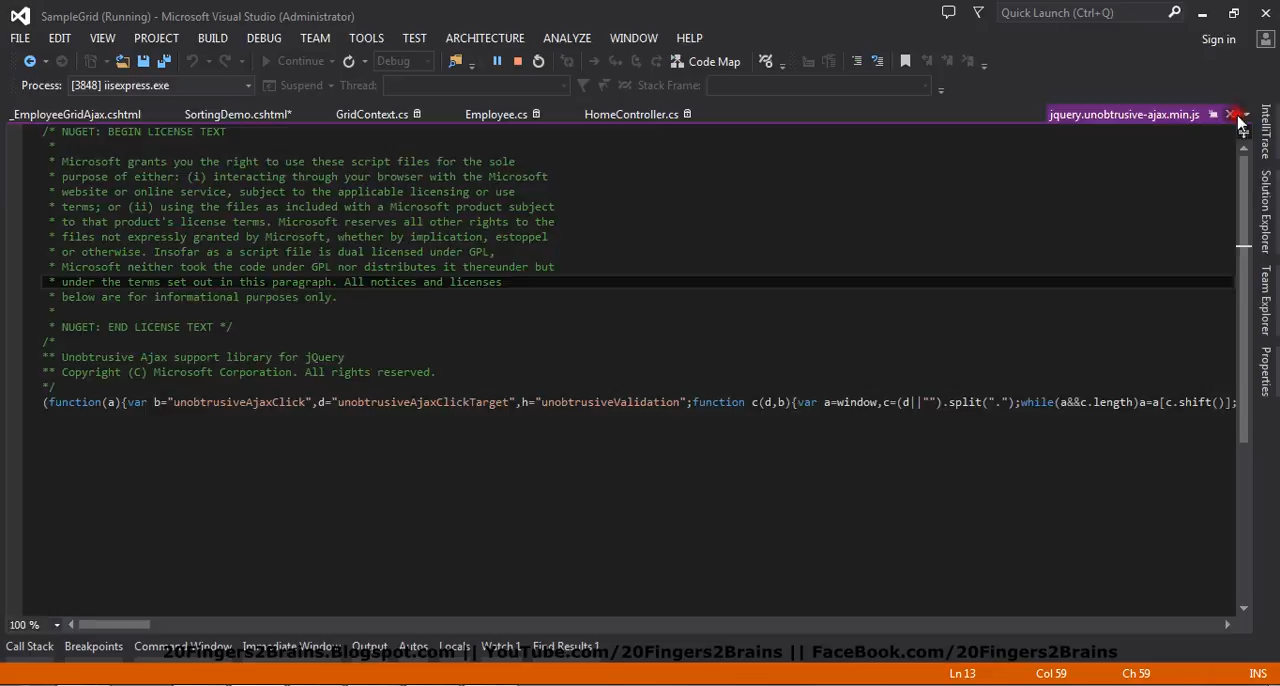 SampleGrid (Running) - Microsoft Visual Studio (Administrator)
Quick Launch (Ctrl+Q)
FILE EDIT VIEW PROJECT BUILD DEBUG TEAM TOOLS TEST ARCHITECTURE ANALYZE WINDOW HELP
Sign in
Continue Debug Code Map
Process: [3848] iisexpress.exe Suspend Thread: Stack Frame:
_EmployeeGridAjax.cshtml SortingDemo.cshtml* GridContext.cs Employee.cs HomeController.cs jquery.unobtrusive-ajax.min.js
/* NUGET: BEGIN LICENSE TEXT
*
* Microsoft grants you the right to use these script files for the sole
* purpose of either: (i) interacting through your browser with the Microsoft
* website or online service, subject to the applicable licensing or use
* terms; or (ii) using the files as included with a Microsoft product subject
* to that product's license terms. Microsoft reserves all other rights to the
* files not expressly granted by Microsoft, whether by implication, estoppel
* or otherwise. Insofar as a script file is dual licensed under GPL,
* Microsoft neither took the code under GPL nor distributes it thereunder but
* under the terms set out in this paragraph. All notices and licenses
* below are for informational purposes only.
*
* NUGET: END LICENSE TEXT */
/*
** Unobtrusive Ajax support library for jQuery
** Copyright (C) Microsoft Corporation. All rights reserved.
*/
(function(a){var b="unobtrusiveAjaxClick",d="unobtrusiveAjaxClickTarget",h="unobtrusiveValidation";function c(d,b){var a=window,c=(d||"").split(".");while(a&&c.length)a=a[c.shift()];
IntelliTrace
Solution Explorer
Team Explorer
Properties
100 %
Call Stack Breakpoints Command Window Immediate Window Output Autos Locals Watch 1 Find Results 1
20Fingers2Brains.Blogspot.com || YouTube.com/20Fingers2Brains || FaceBook.com/20Fingers2Brains
Ln 13 Col 59 Ch 59 INS